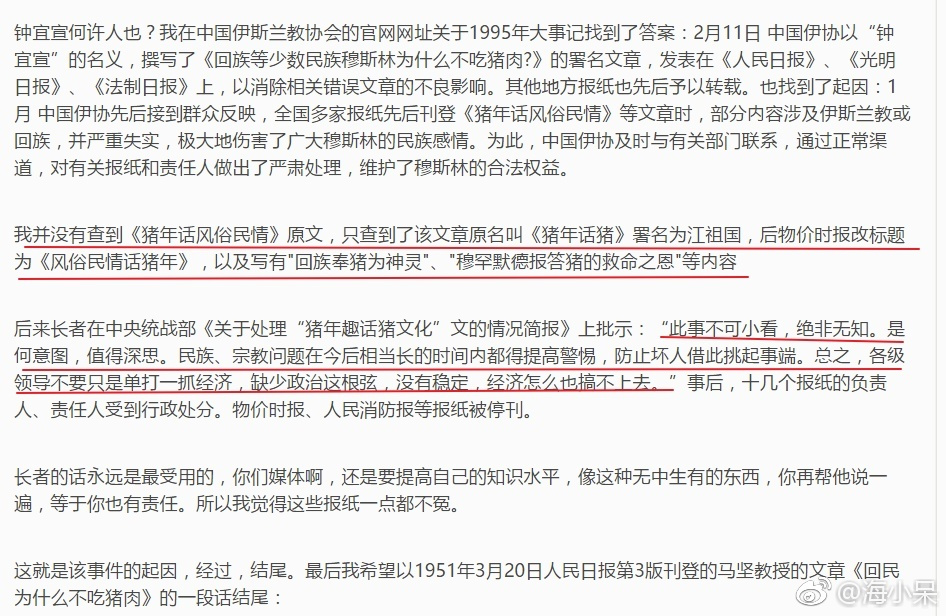 钟宜宣何许人也？我在中国伊斯兰教协会的官网网址关于1995年大事记找到了答案：2月11日 中国伊协以“钟
宜宣”的名义，撰写了《回族等少数民族穆斯林为什么不吃猪肉?》的署名文章，发表在《人民日报》、《光明
日报》、《法制日报》上，以消除相关错误文章的不良影响。其他地方报纸也先后予以转载。也找到了起因：1
月 中国伊协先后接到群众反映，全国多家报纸先后刊登《猪年话风俗民情》等文章时，部分内容涉及伊斯兰教或
回族，并严重失实，极大地伤害了广大穆斯林的民族感情。为此，中国伊协及时与有关部门联系，通过正常渠
道，对有关报纸和责任人做出了严肃处理，维护了穆斯林的合法权益。
我并没有查到《猪年话风俗民情》原文，只查到了该文章原名叫《猪年话猪》署名为江祖国，后物价时报改标题
为《风俗民情话猪年》，以及写有"回族奉猪为神灵"、"穆罕默德报答猪的救命之恩"等内容
后来长者在中央统战部《关于处理“猪年趣话猪文化”文的情况简报》上批示：“此事不可小看，绝非无知。是
何意图，值得深思。民族、宗教问题在今后相当长的时间内都得提高警惕，防止坏人借此挑起事端。总之，各级
领导不要只是单打一抓经济，缺少政治这根弦，没有稳定，经济怎么也搞不上去。”事后，十几个报纸的负责
人、责任人受到行政处分。物价时报、人民消防报等报纸被停刊。
长者的话永远是最受用的，你们媒体啊，还是要提高自己的知识水平，像这种无中生有的东西，你再帮他说一
遍，等于你也有责任。所以我觉得这些报纸一点都不冤。
这就是该事件的起因，经过，结尾。最后我希望以1951年3月20日人民日报第3版刊登的马坚教授的文章《回民
为什么不吃猪肉》的一段话结尾：
@海小呆